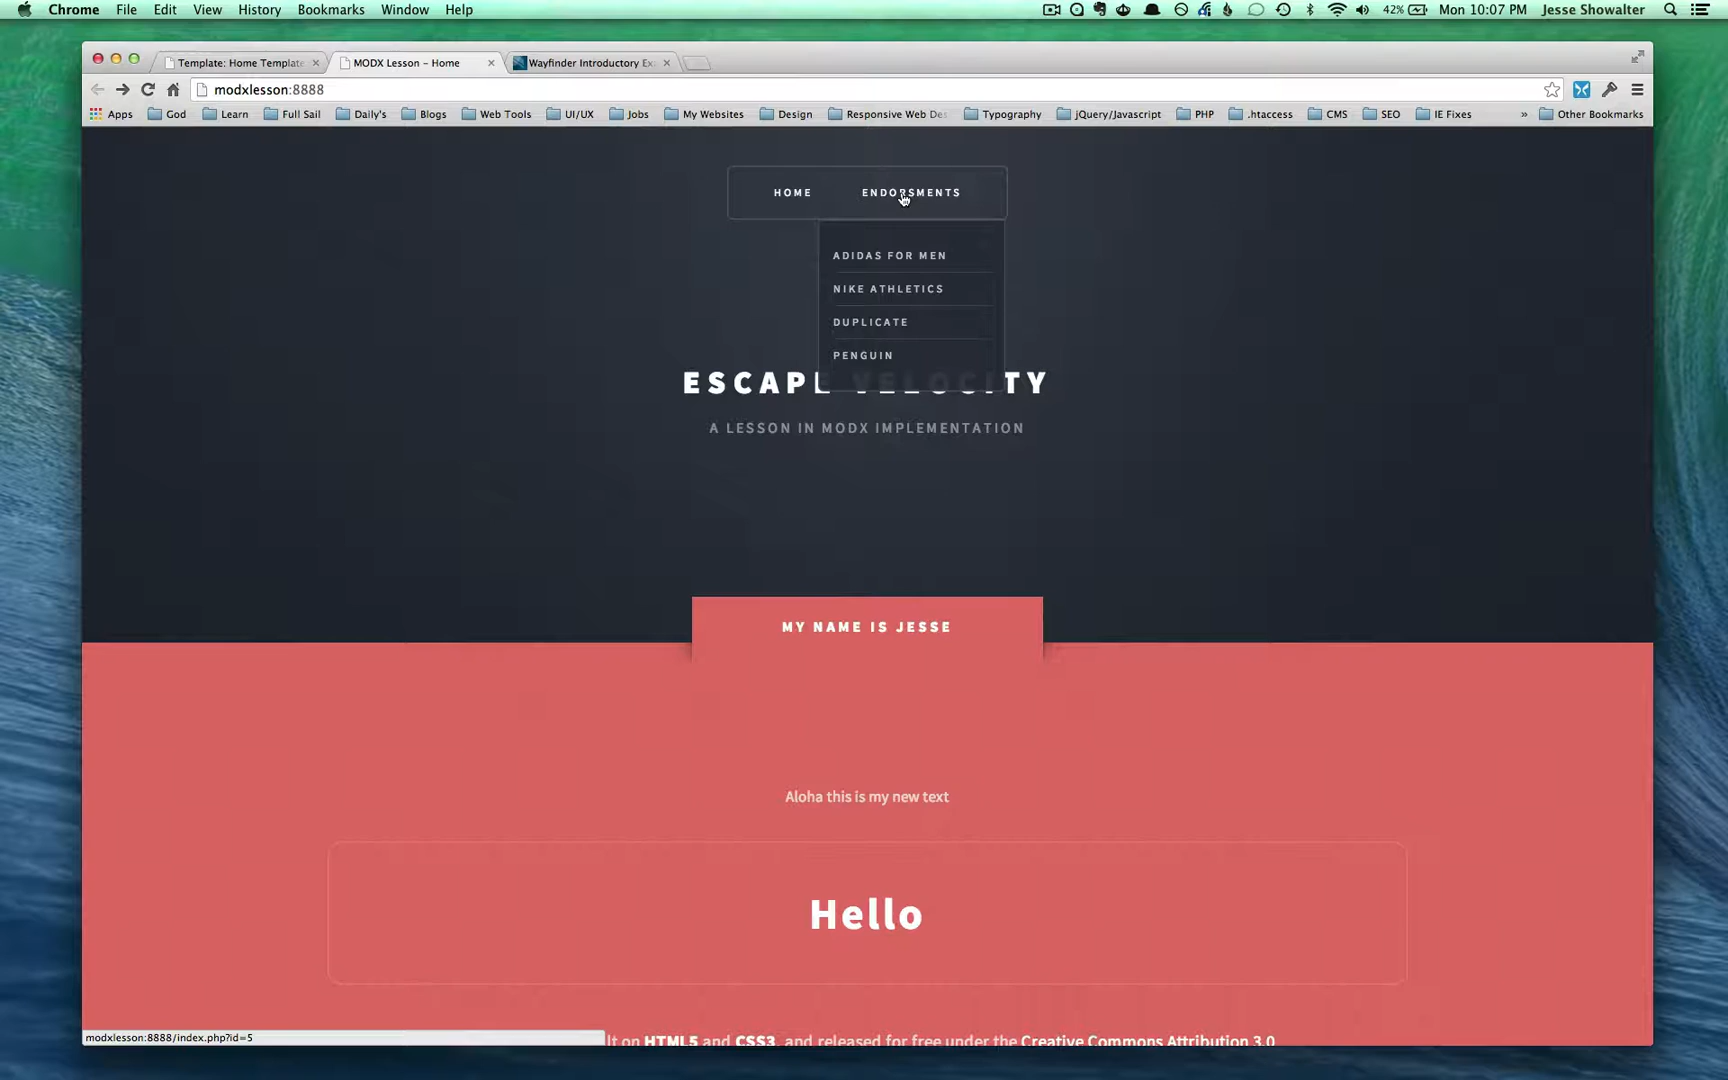 Chrome File Edit View History Bookmarks Window Help 42% Mon 10:07 PM Jesse Showalter
Template: Home Template MODX Lesson - Home Wayfinder Introductory Ex
modxlesson:8888
Apps God Learn Full Sail Daily's Blogs Web Tools UI/UX Jobs My Websites Design Responsive Web Des Typography jQuery/Javascript PHP .htaccess CMS SEO IE Fixes » Other Bookmarks
HOME ENDORSMENTS
ADIDAS FOR MEN
NIKE ATHLETICS
DUPLICATE
PENGUIN
ESCAPE VELOCITY
A LESSON IN MODX IMPLEMENTATION
MY NAME IS JESSE
Aloha this is my new text
Hello
modxlesson:8888/index.php?id=5
lt on HTML5 and CSS3, and released for free under the Creative Commons Attribution 3.0